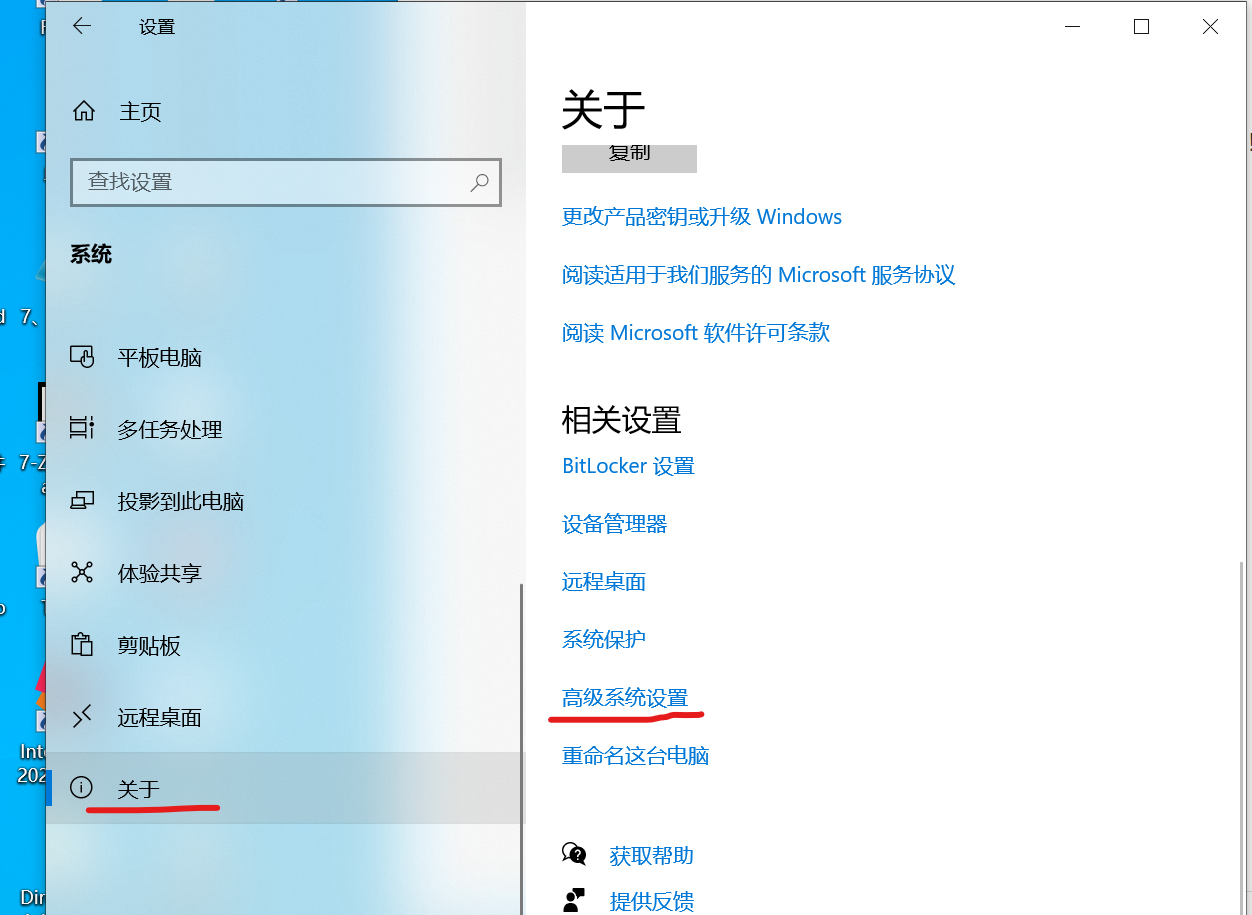 设置
主页
查找设置
系统
平板电脑
多任务处理
投影到此电脑
体验共享
剪贴板
远程桌面
关于
关于
复制
更改产品密钥或升级 Windows
阅读适用于我们服务的 Microsoft 服务协议
阅读 Microsoft 软件许可条款
相关设置
BitLocker 设置
设备管理器
远程桌面
系统保护
高级系统设置
重命名这台电脑
获取帮助
提供反馈
7、
7-Z
Inte
202
Dir